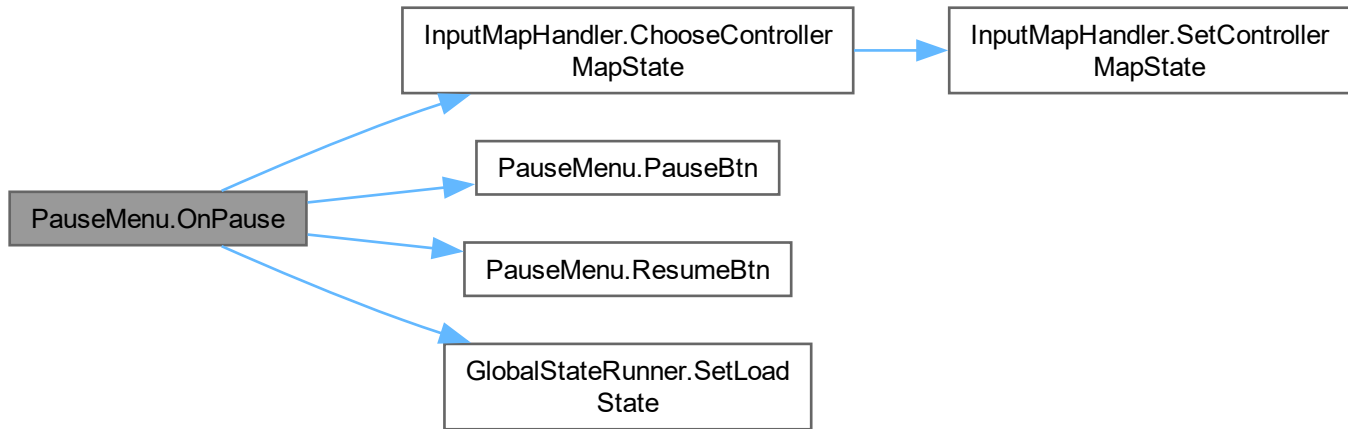 InputMapHandler.ChooseController
MapState
InputMapHandler.SetController
MapState
PauseMenu.PauseBtn
PauseMenu.OnPause
PauseMenu.ResumeBtn
GlobalStateRunner.SetLoad
State